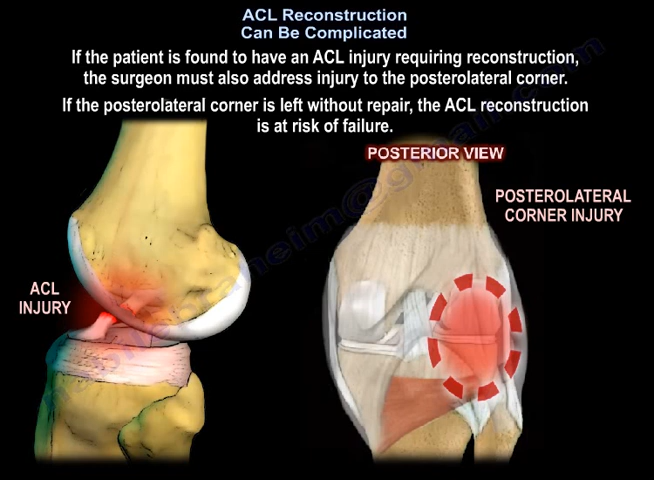 ACL Reconstruction
Can Be Complicated
If the patient is found to have an ACL injury requiring reconstruction,
the surgeon must also address injury to the posterolateral corner.
If the posterolateral corner is left without repair, the ACL reconstruction
is at risk of failure.
POSTERIOR VIEW
POSTEROLATERAL
CORNER INJURY
ACL
INJURY